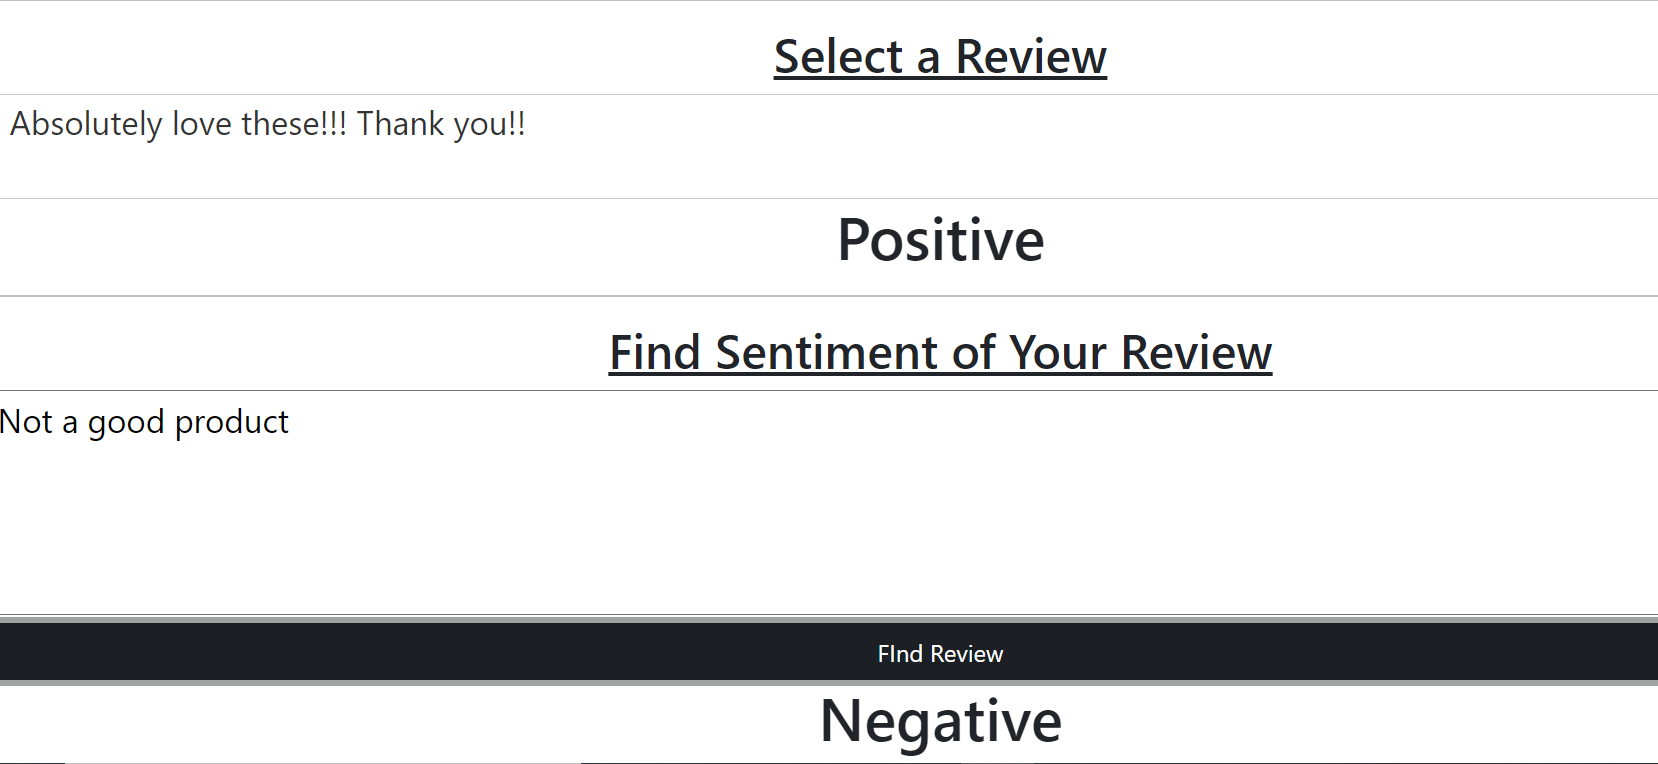 Select a Review
Absolutely love these!!! Thank you!!
Positive
Find Sentiment of Your Review
Not a good product
FInd Review
Negative